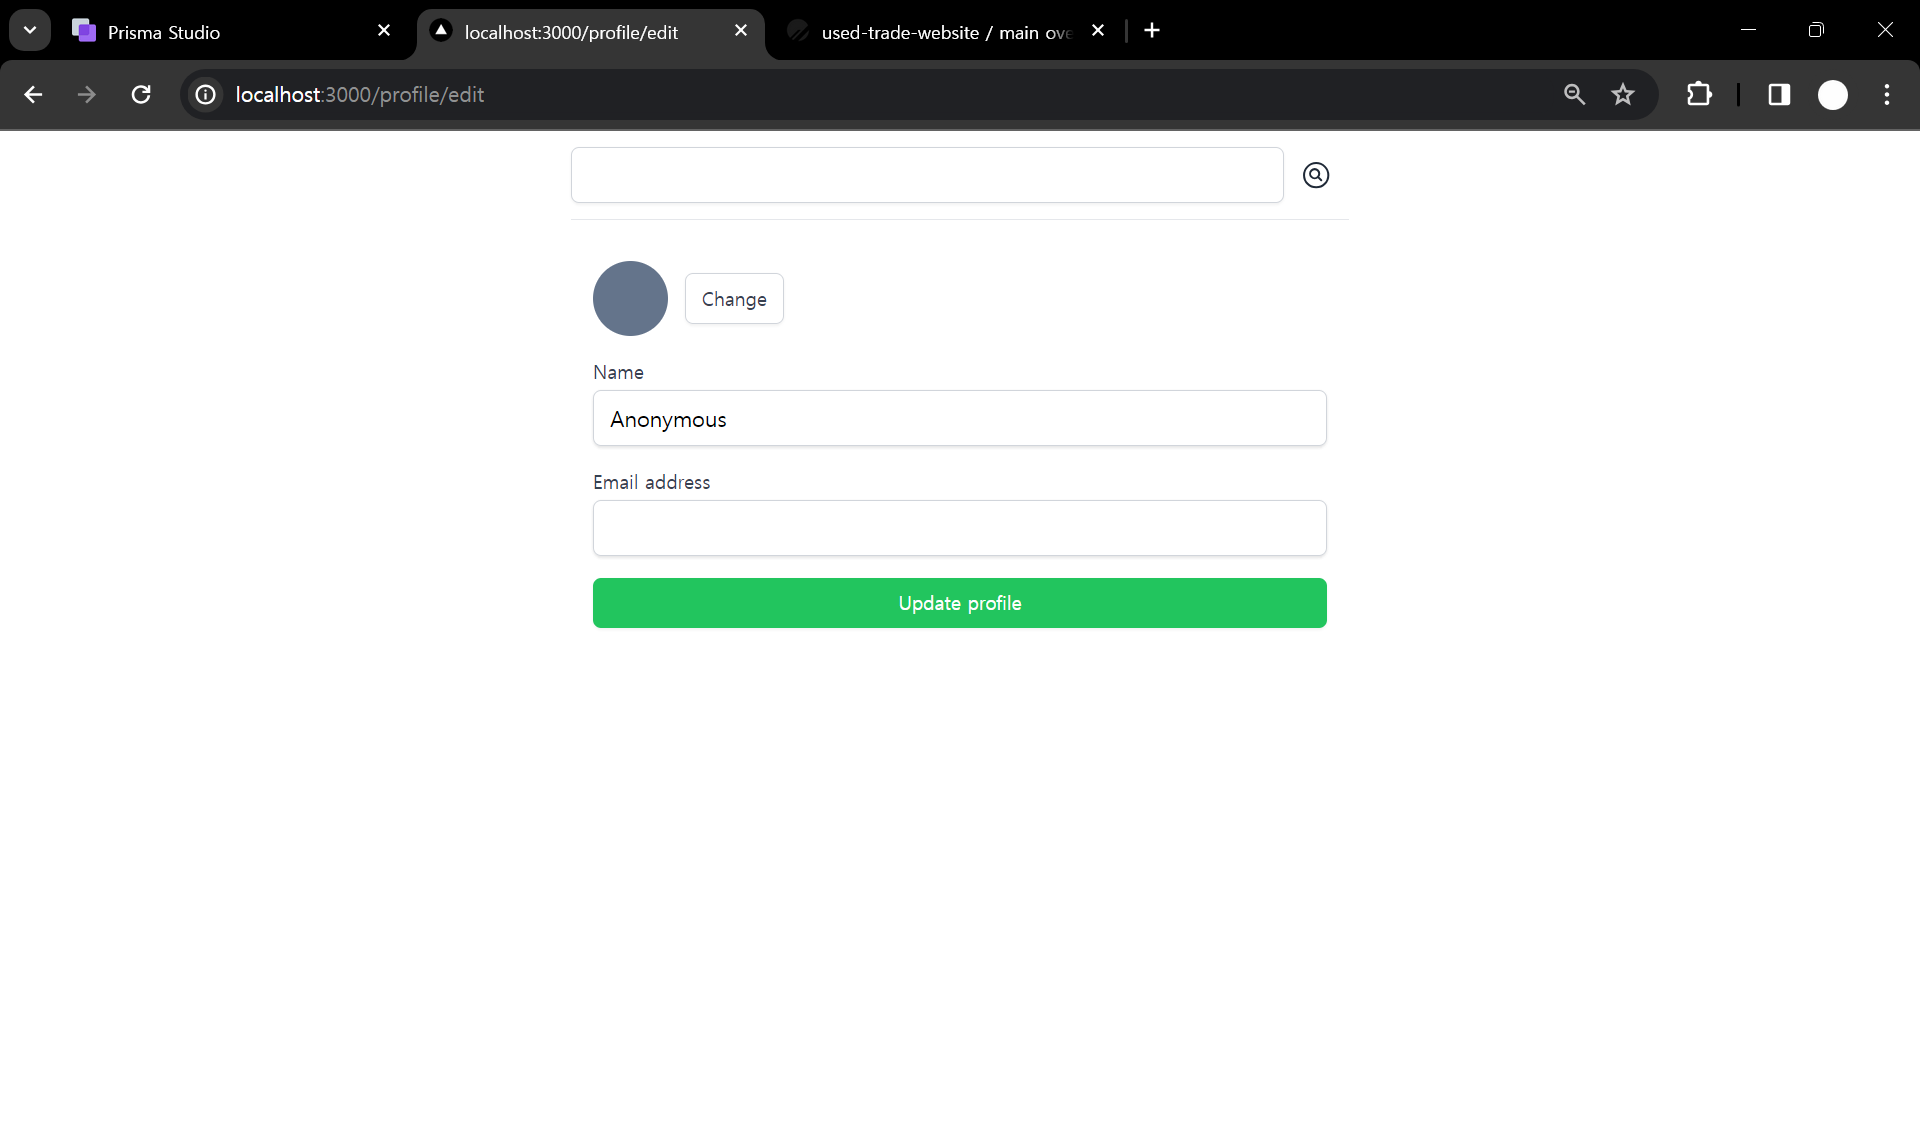 Prisma Studio
localhost:3000/profile/edit
used-trade-website / main ove
localhost:3000/profile/edit
Change
Name
Anonymous
Email address
Update profile